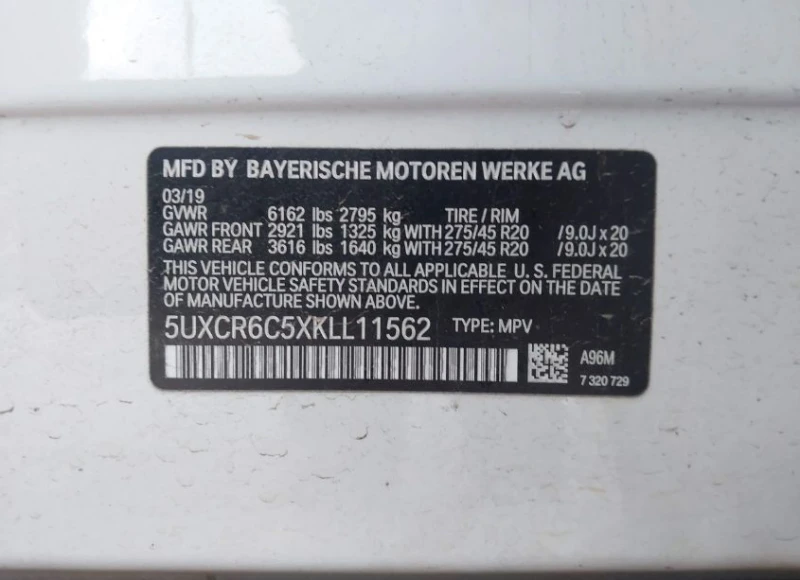 MFD BY BAYERISCHE MOTOREN WERKE AG
03/19
GVWR 6162 lbs 2795 kg TIRE / RIM
GAWR FRONT 2921 lbs 1325 kg WITH 275/45 R20 /9.0J x 20
GAWR REAR 3616 lbs 1640 kg WITH 275/45 R20 /9.0J x 20
THIS VEHICLE CONFORMS TO ALL APPLICABLE U. S. FEDERAL
MOTOR VEHICLE SAFETY STANDARDS IN EFFECT ON THE DATE
OF MANUFACTURE SHOWN ABOVE.
5UXCR6C5XKLL11562 TYPE: MPV
A96M
7 320 729